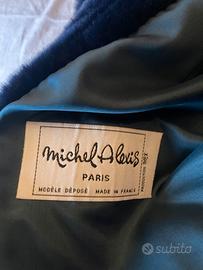 Michel Alexis
PARIS
MODÈLE DÉPOSÉ MADE IN FRANCE
subito